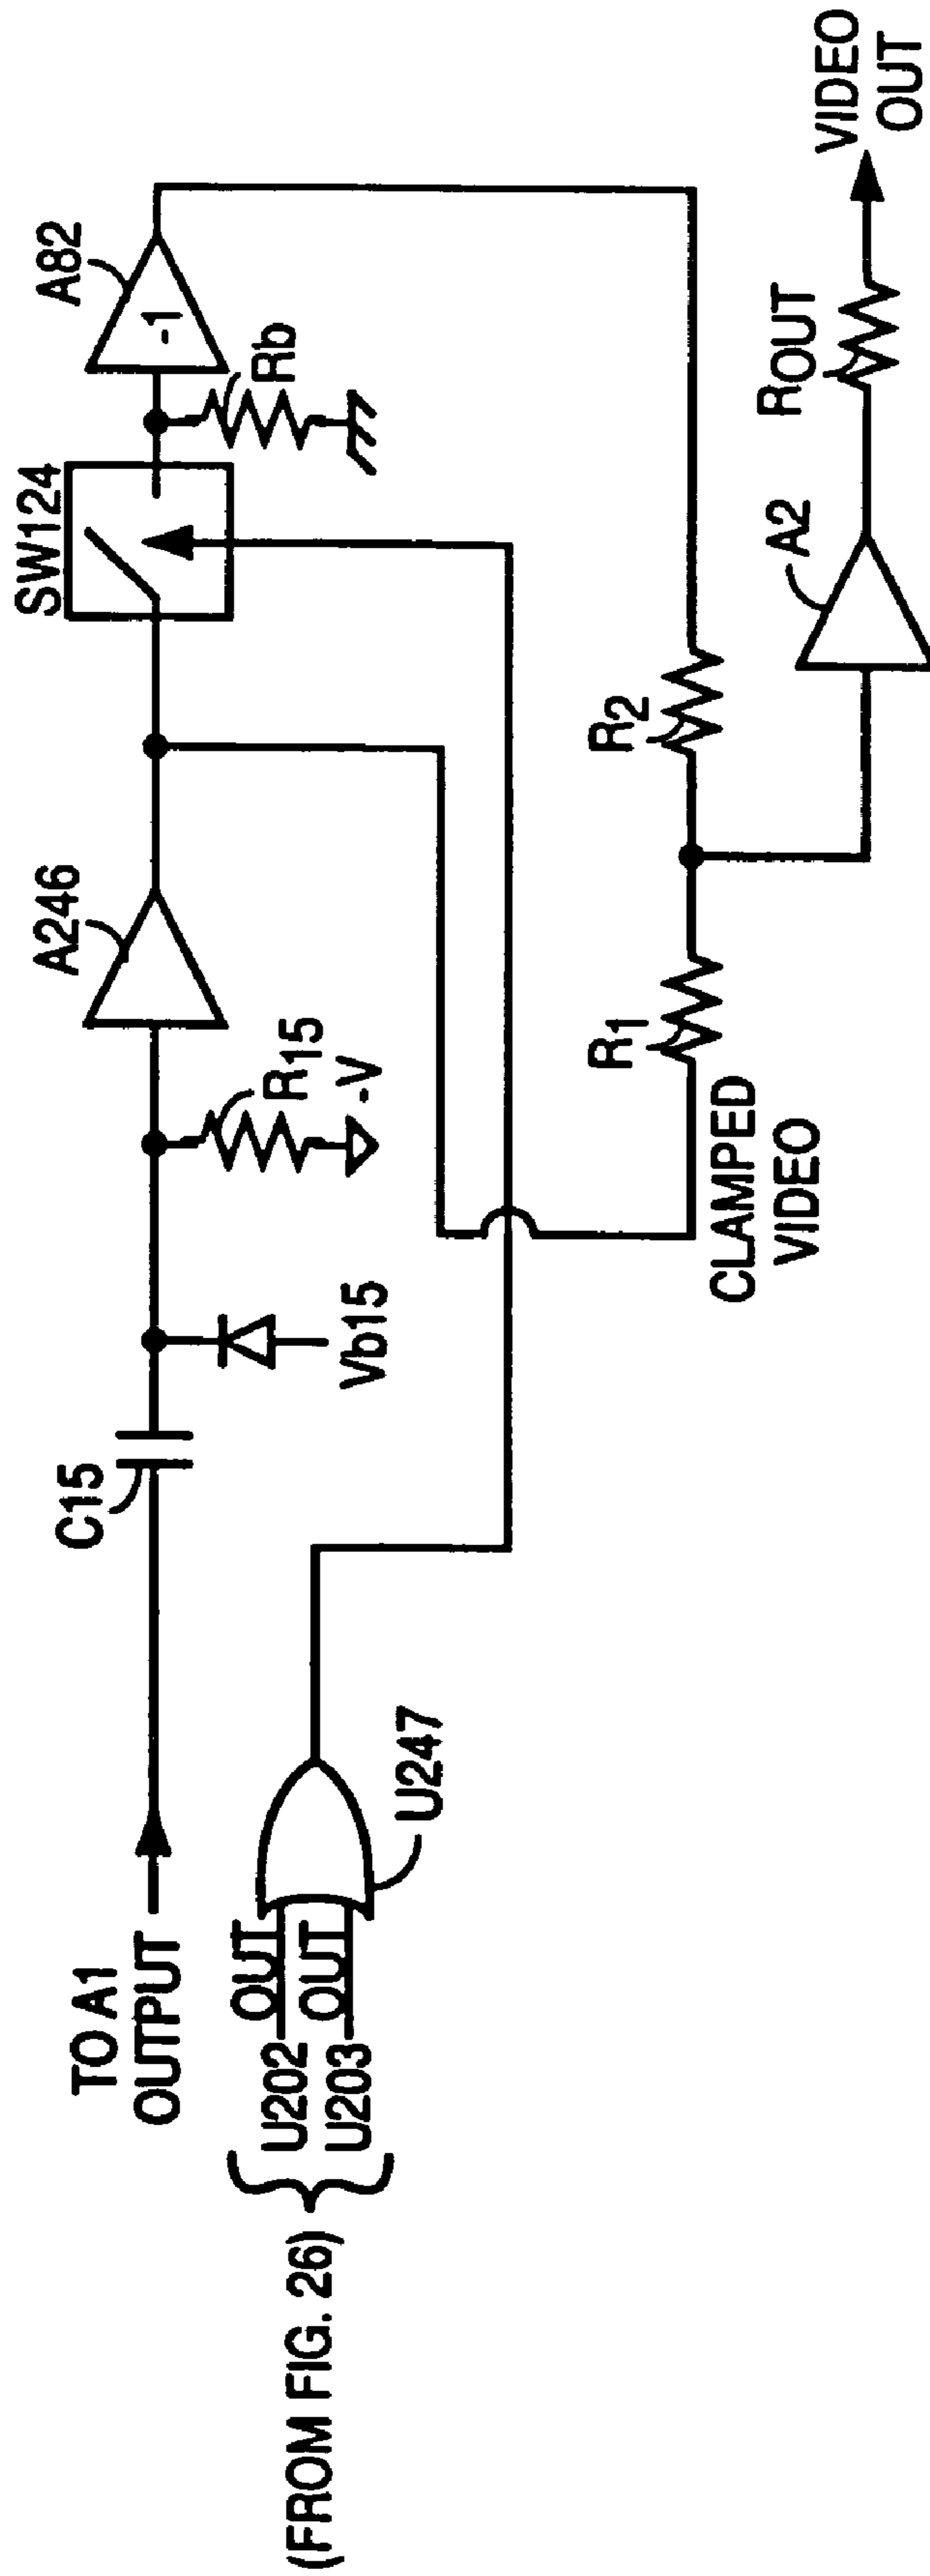 TO A1
OUTPUT
C15
Vb15
R15
-V
A246
SW124
Rb
A82
-1
(FROM FIG. 26)
U202 OUT
U203 OUT
U247
CLAMPED
VIDEO
R1
R2
A2
ROUT
VIDEO
OUT